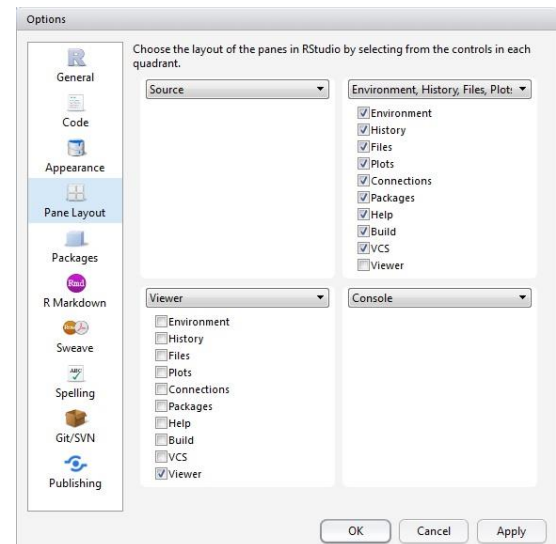 Options
Choose the layout of the panes in RStudio by selecting from the controls in each
quadrant.
R
General
Code
Appearance
Pane Layout
Packages
Rmd
R Markdown
Sweave
ABC
Spelling
Git/SVN
Publishing
Source
Environment, History, Files, Plot:
Environment
History
Files
Plots
Connections
Packages
Help
Build
VCS
Viewer
Viewer
Environment
History
Files
Plots
Connections
Packages
Help
Build
VCS
Viewer
Console
OK
Cancel
Apply